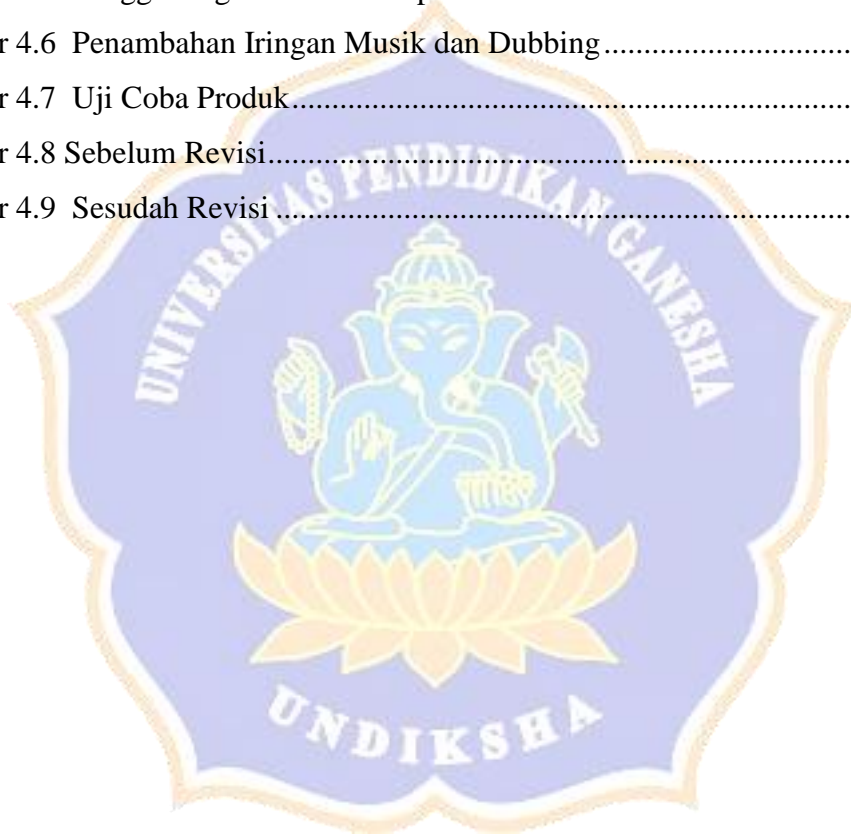 r 4.6 Penambahan Iringan Musik dan Dubbing..............................
r 4.7 Uji Coba Produk.......................................................................
r 4.8 Sebelum Revisi.........................................................................
r 4.9 Sesudah Revisi........................................................................
UNIVERSITAS PENDIDIKAN GANESHA
UNDIKSHA